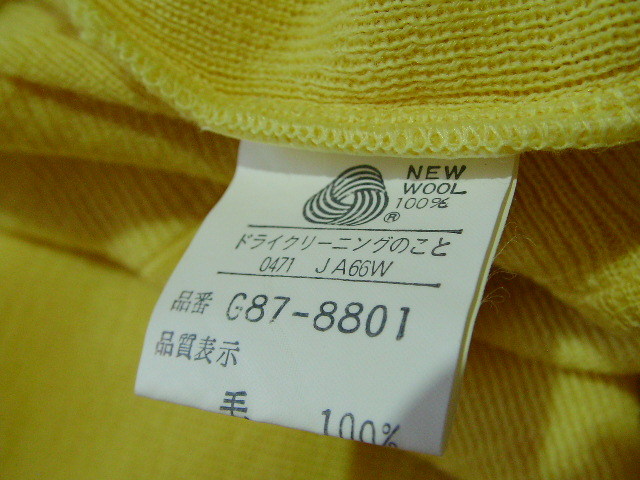 NEW
WOOL
100%
®
ドライクリーニングのこと
0471 JA66W
品番 C87-8801
品質表示
毛 100%